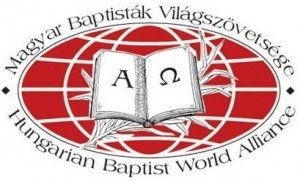 Magyar Baptisták Világszövetsége
Α Ω
Hungarian Baptist World Alliance